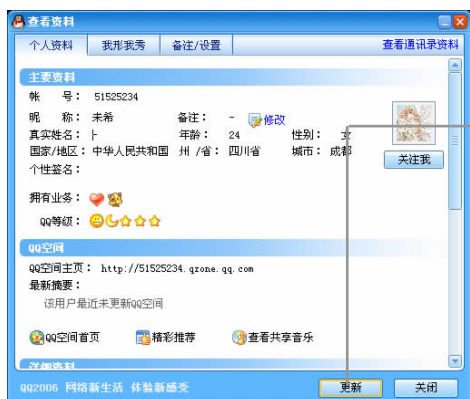 查看资料
个人资料 我形我秀 备注/设置 查看通讯录资料
主要资料
帐 号： 51525234
昵 称： 未希 备注： - 修改
真实姓名： 年龄： 24 性别： 女
国家/地区： 中华人民共和国 州 /省： 四川省 城市： 成都
个性签名：
关注我
拥有业务：
QQ等级：
QQ空间
QQ空间主页： http://51525234.qzone.qq.com
最新摘要：
该用户最近未更新QQ空间
QQ空间首页 精彩推荐 查看共享音乐
详细资料
QQ2006 网络新生活 体验新感受 更新 关闭